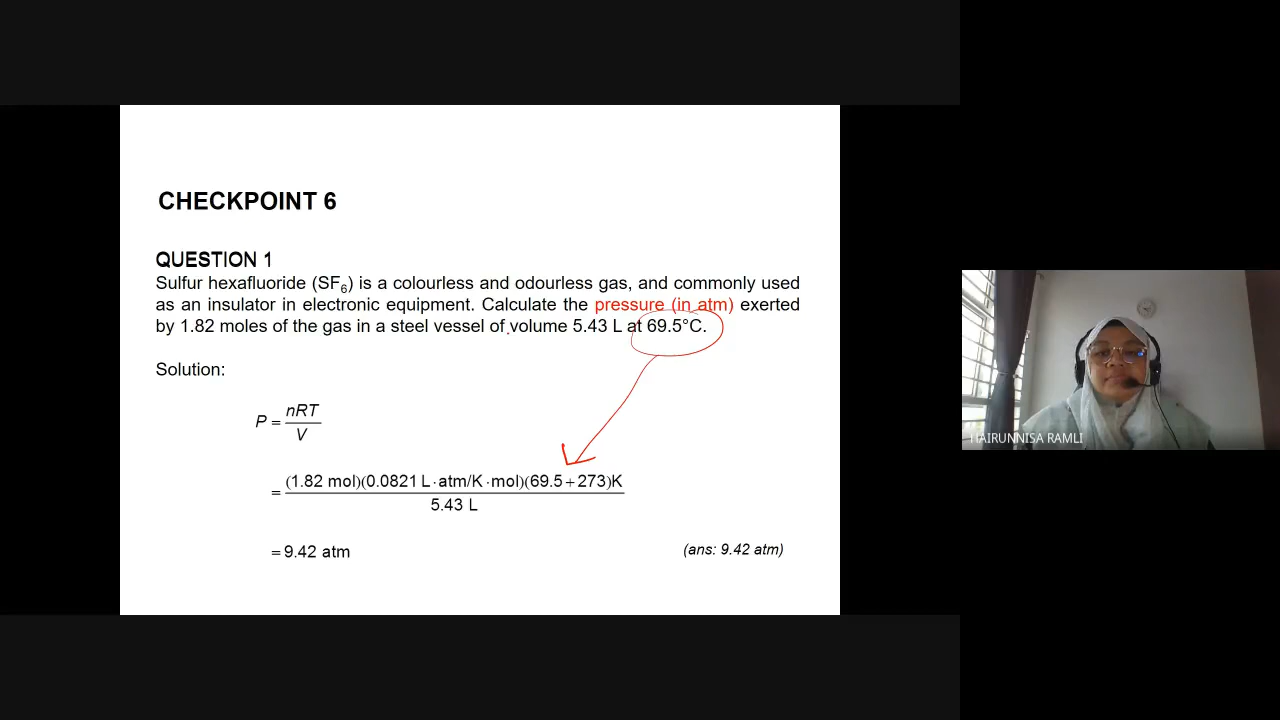 CHECKPOINT 6
QUESTION 1
Sulfur hexafluoride (SF₆) is a colourless and odourless gas, and commonly used
as an insulator in electronic equipment. Calculate the pressure (in atm) exerted
by 1.82 moles of the gas in a steel vessel of volume 5.43 L at 69.5°C.
Solution:
P = nRT / V
= (1.82 mol)(0.0821 L·atm/K·mol)(69.5+273)K / 5.43 L
= 9.42 atm
(ans: 9.42 atm)
HAIRUNNISA RAMLI